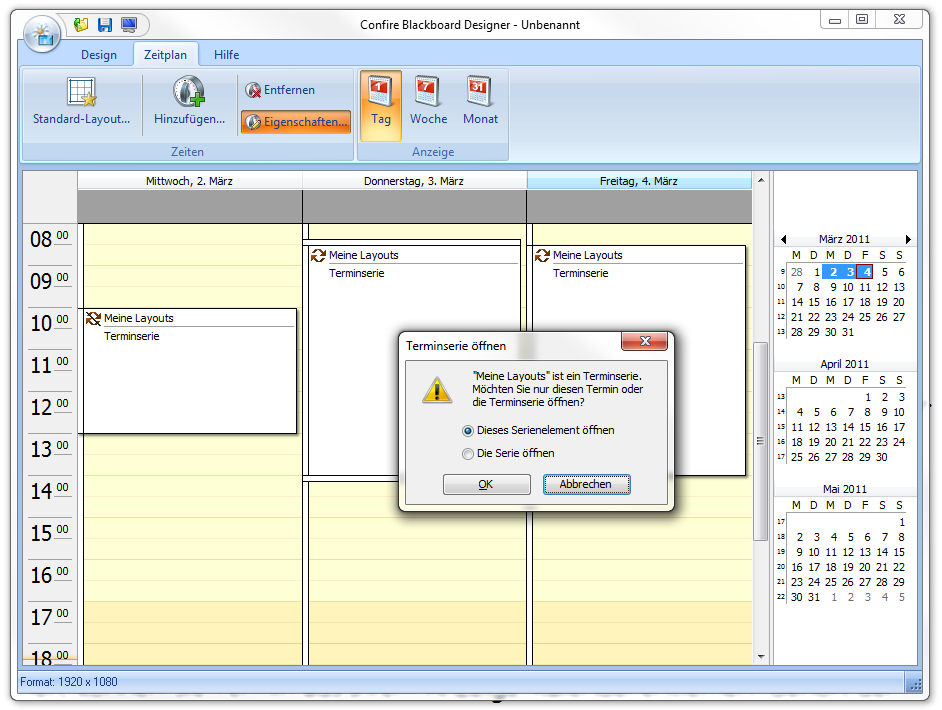 Confire Blackboard Designer - Unbenannt
Design Zeitplan Hilfe
Standard-Layout...
Hinzufügen...
Entfernen
Eigenschaften...
Zeiten
Tag Woche Monat
Anzeige
Mittwoch, 2. März Donnerstag, 3. März Freitag, 4. März
08 00
09 00
10 00
11 00
12 00
13 00
14 00
15 00
16 00
17 00
18 00
Meine Layouts
Terminserie
Meine Layouts
Terminserie
Meine Layouts
Terminserie
Terminserie öffnen
"Meine Layouts" ist ein Terminserie.
Möchten Sie nur diesen Termin oder
die Terminserie öffnen?
Dieses Serienelement öffnen
Die Serie öffnen
OK Abbrechen
März 2011
M D M D F S S
9 28 1 2 3 4 5 6
10 7 8 9 10 11 12 13
11 14 15 16 17 18 19 20
12 21 22 23 24 25 26 27
13 28 29 30 31
April 2011
M D M D F S S
13 1 2 3
14 4 5 6 7 8 9 10
15 11 12 13 14 15 16 17
16 18 19 20 21 22 23 24
17 25 26 27 28 29 30
Mai 2011
M D M D F S S
17 1
18 2 3 4 5 6 7 8
19 9 10 11 12 13 14 15
20 16 17 18 19 20 21 22
21 23 24 25 26 27 28 29
22 30 31 1 2 3 4 5
Format: 1920 x 1080